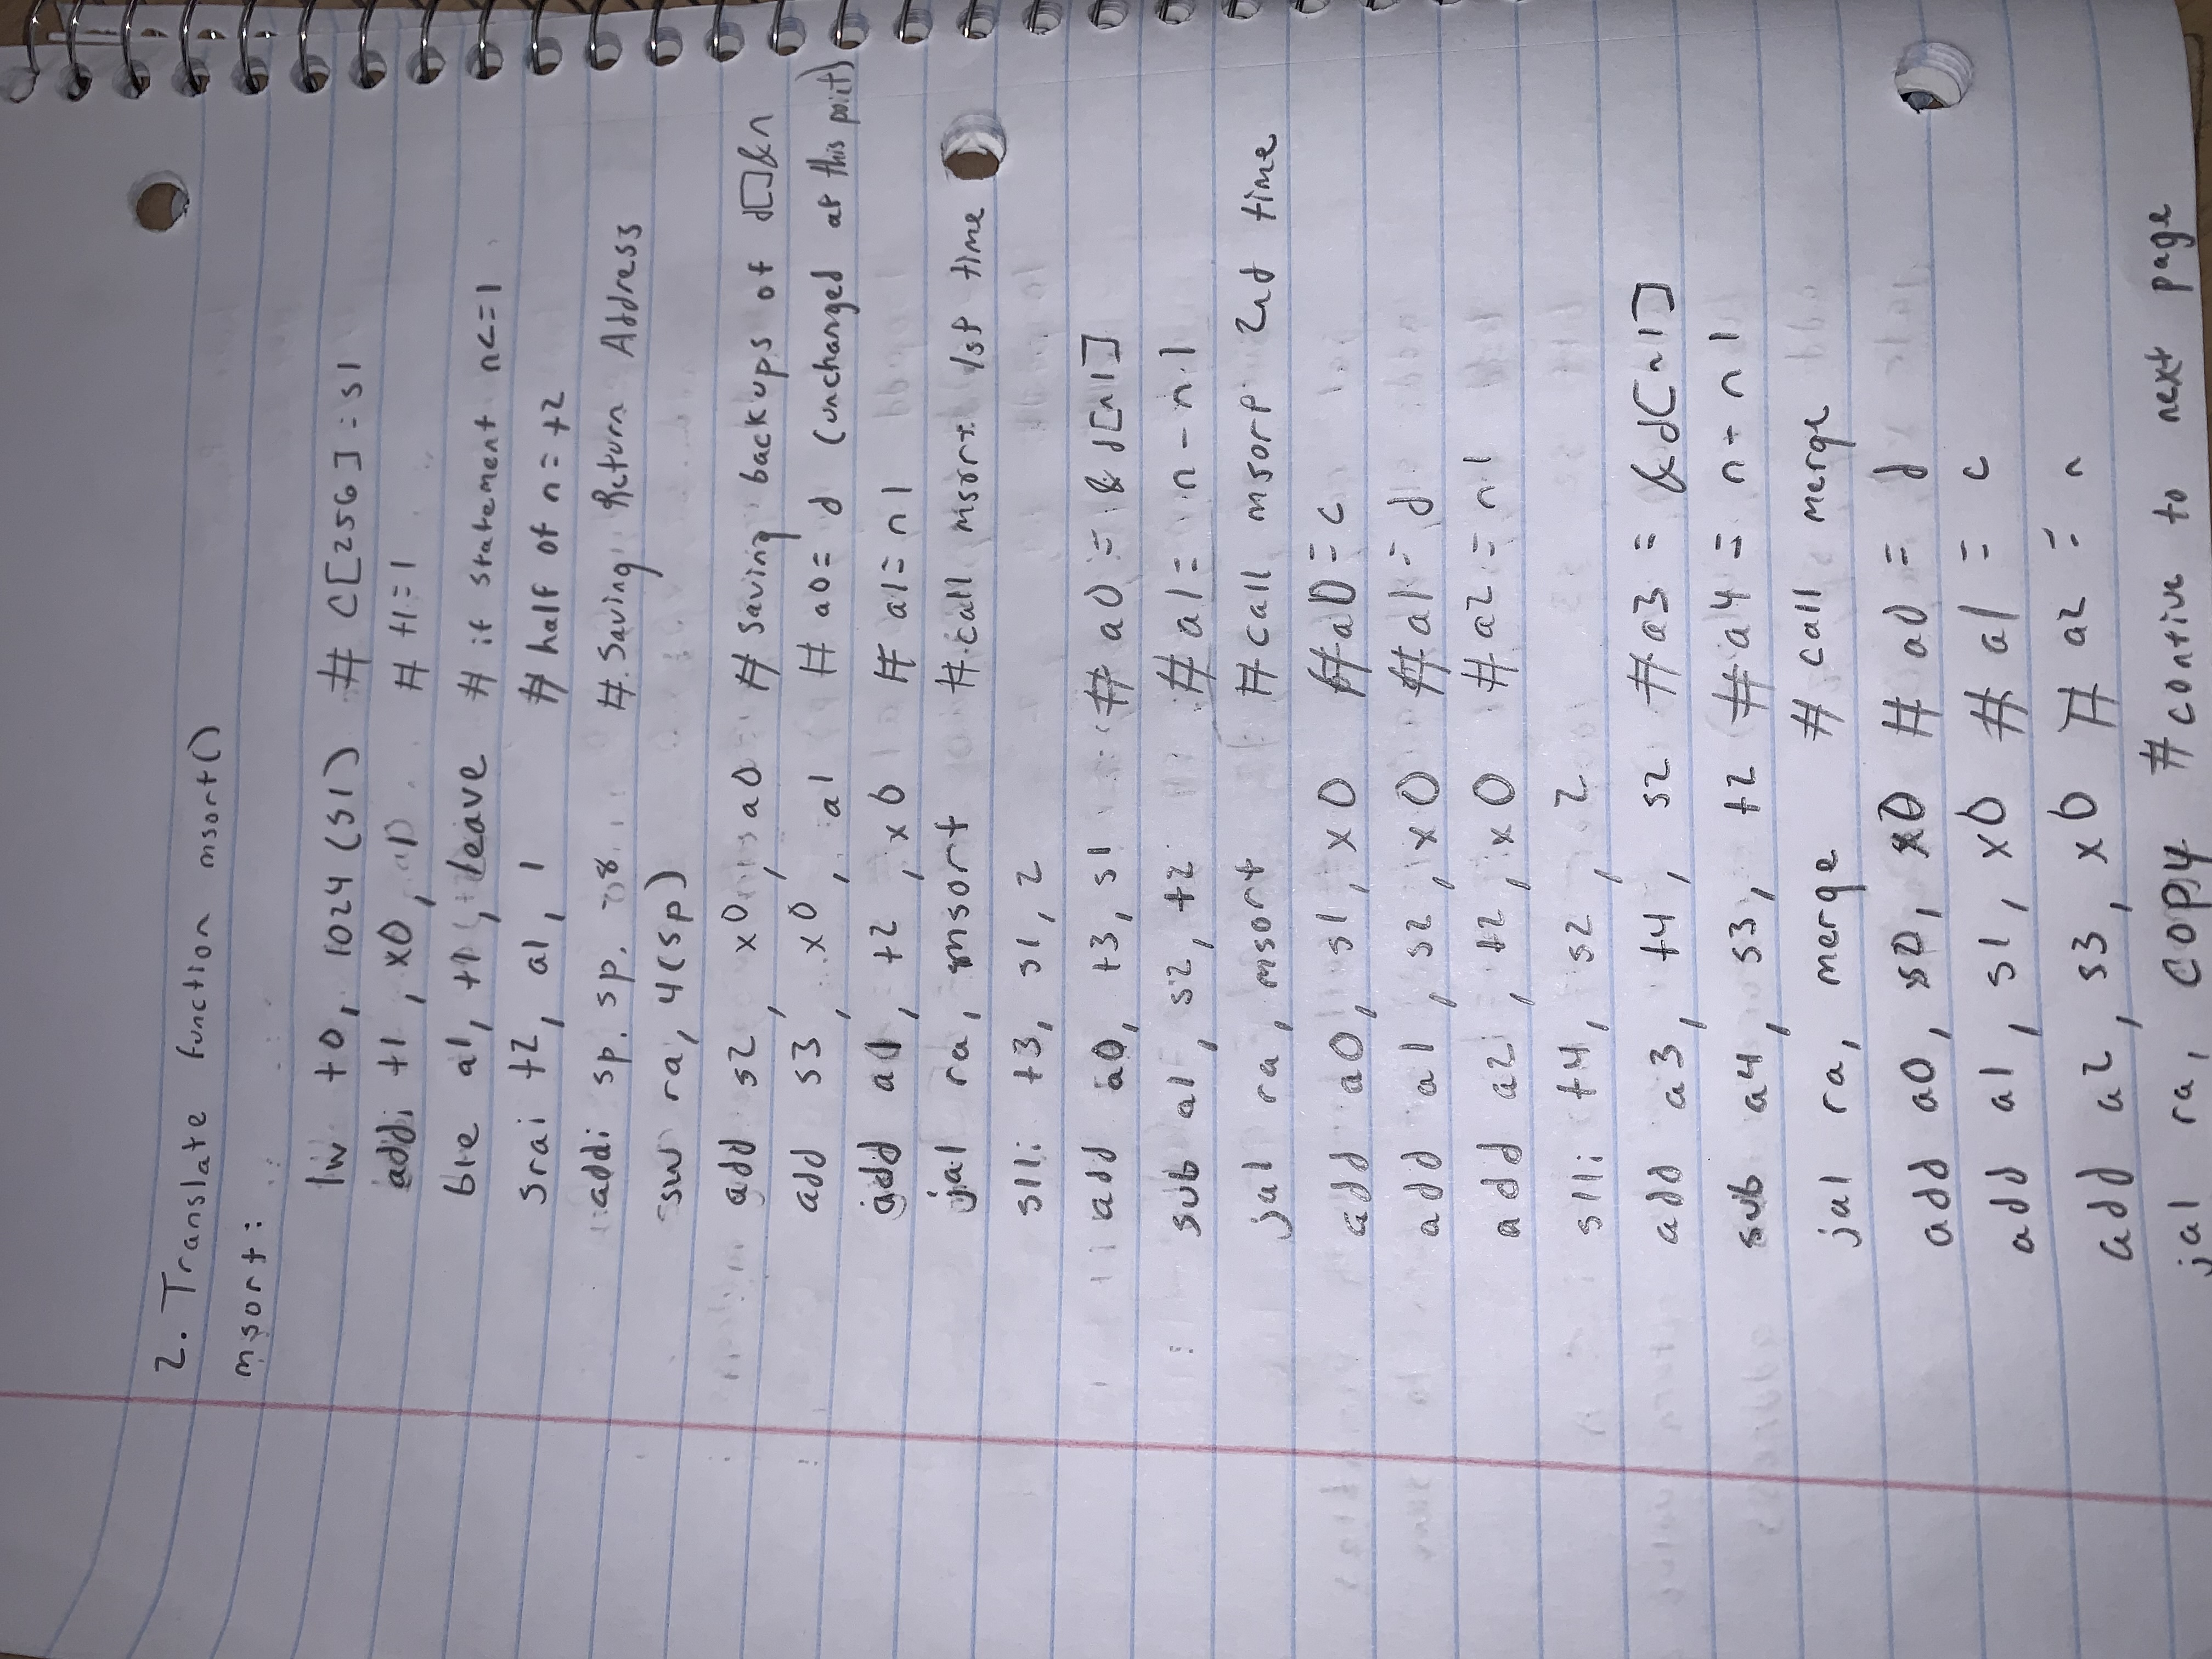 2. Translate function msort()
msort:
lw t0, 1024(s1) # C[256] = s1
addi t1, x0, 1 # t1 = 1
ble a1, t1, leave # if statement n<=1
srai t2, a1, 1 # half of n = t2
addi sp. sp. -8 # Saving Return Address
sw ra, 4(sp)
add s2, x0, a0 # Saving backups of d[]&n
add s3, x0, a1 # a0 = d (unchanged at this point)
add a1, t2, x0 # a1 = n1
jal ra, msort # call msort 1st time
slli t3, s1, 2
add a0, t3, s1 # a0 = &d[n1]
sub a1, s2, t2 # a1 = n - n1
jal ra, msort # call msort 2nd time
add a0, s1, x0 # a0 = c
add a1, s2, x0 # a1 = d
add a2, t2, x0 # a2 = n1
slli t4, s2, 2
add a3, t4, s2 # a3 = &d[n1]
sub a4, s3, t2 # a4 = n - n1
jal ra, merge # call merge
add a0, s0, x0 # a0 = d
add a1, s1, x0 # a1 = c
add a2, s3, x0 # a2 = n
jal ra, copy # contive to next page